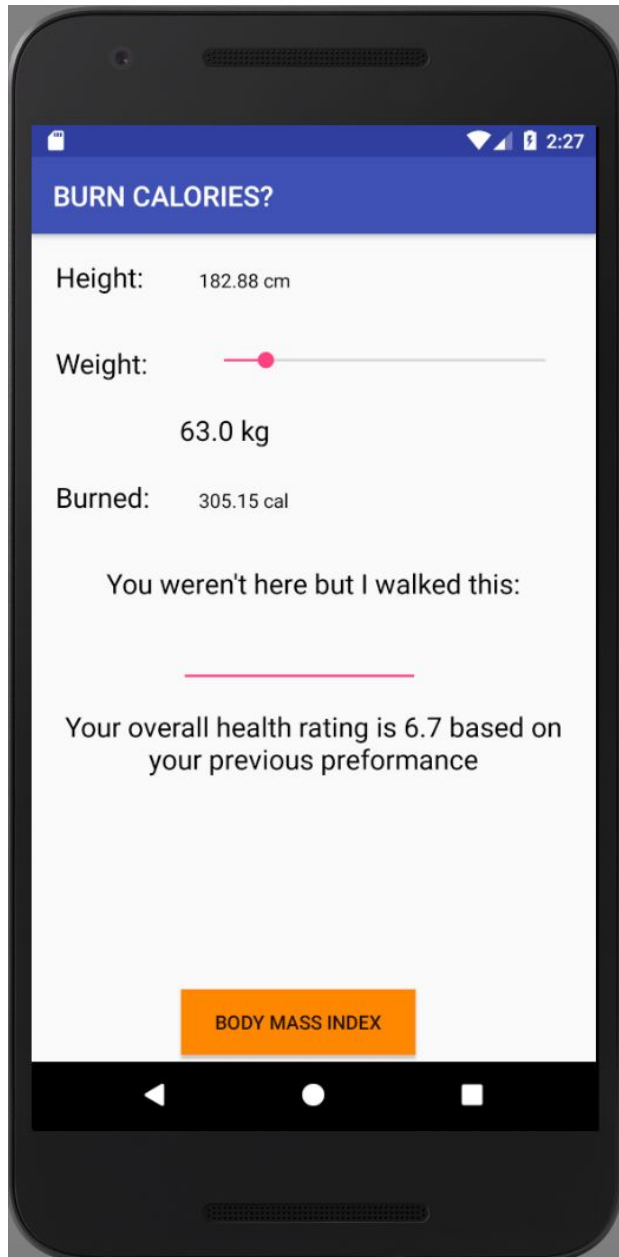 2:27
BURN CALORIES?
Height: 182.88 cm
Weight:
63.0 kg
Burned: 305.15 cal
You weren't here but I walked this:
Your overall health rating is 6.7 based on
your previous preformance
BODY MASS INDEX